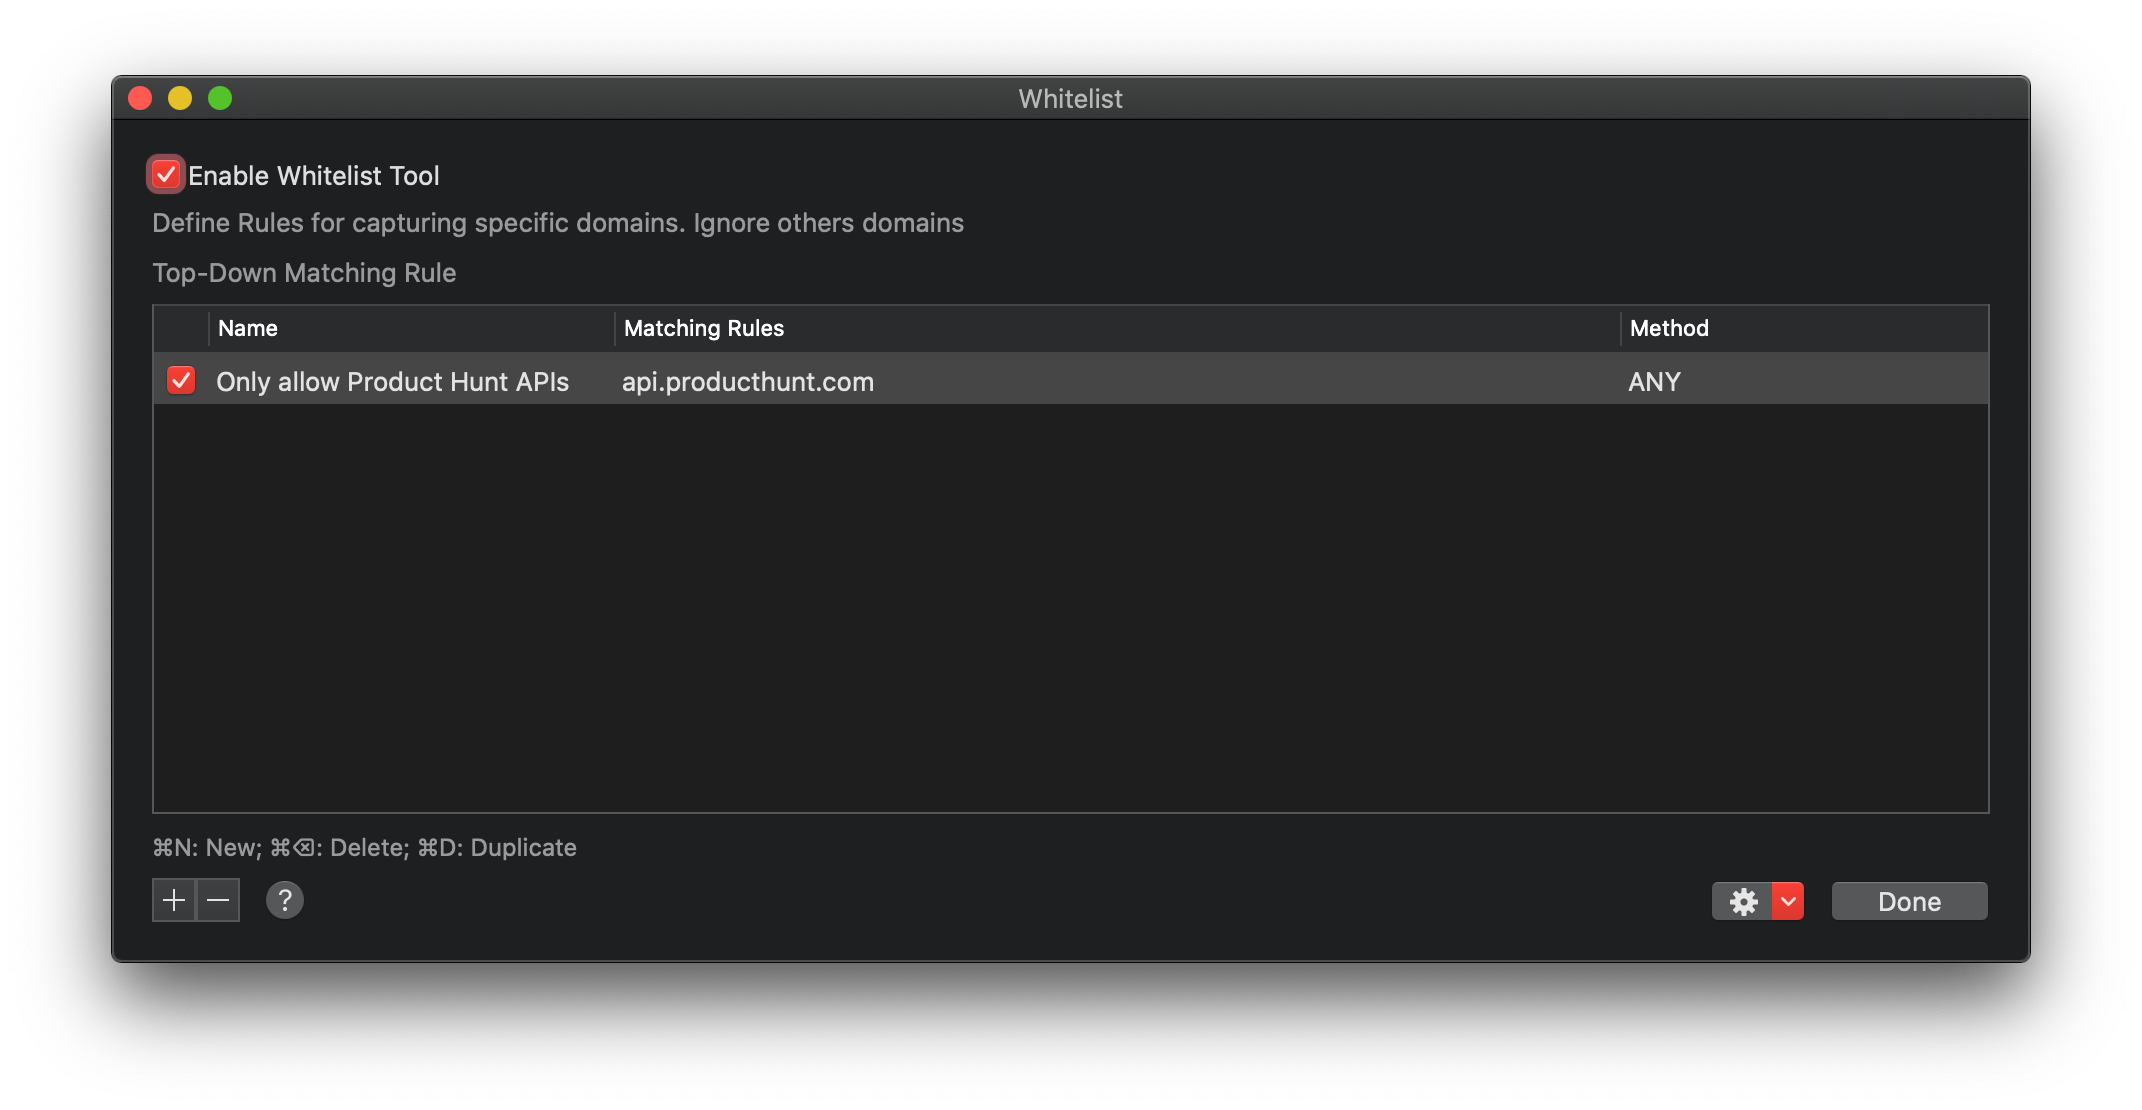 Whitelist
Enable Whitelist Tool
Define Rules for capturing specific domains. Ignore others domains
Top-Down Matching Rule
Name Matching Rules Method
Only allow Product Hunt APIs api.producthunt.com ANY
⌘N: New; ⌘⌫: Delete; ⌘D: Duplicate
+ − ? Done